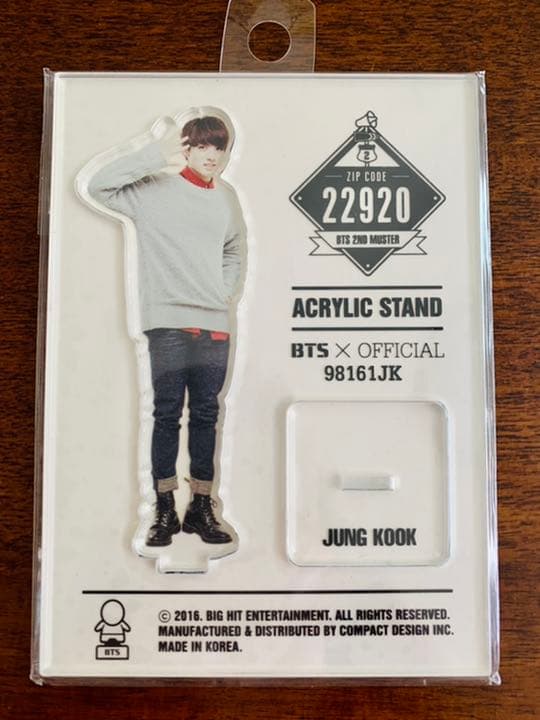 2
ZIP CODE
22920
BTS 2ND MUSTER
ACRYLIC STAND
BTS × OFFICIAL
98161JK
JUNG KOOK
BTS
© 2016. BIG HIT ENTERTAINMENT. ALL RIGHTS RESERVED.
MANUFACTURED & DISTRIBUTED BY COMPACT DESIGN INC.
MADE IN KOREA.